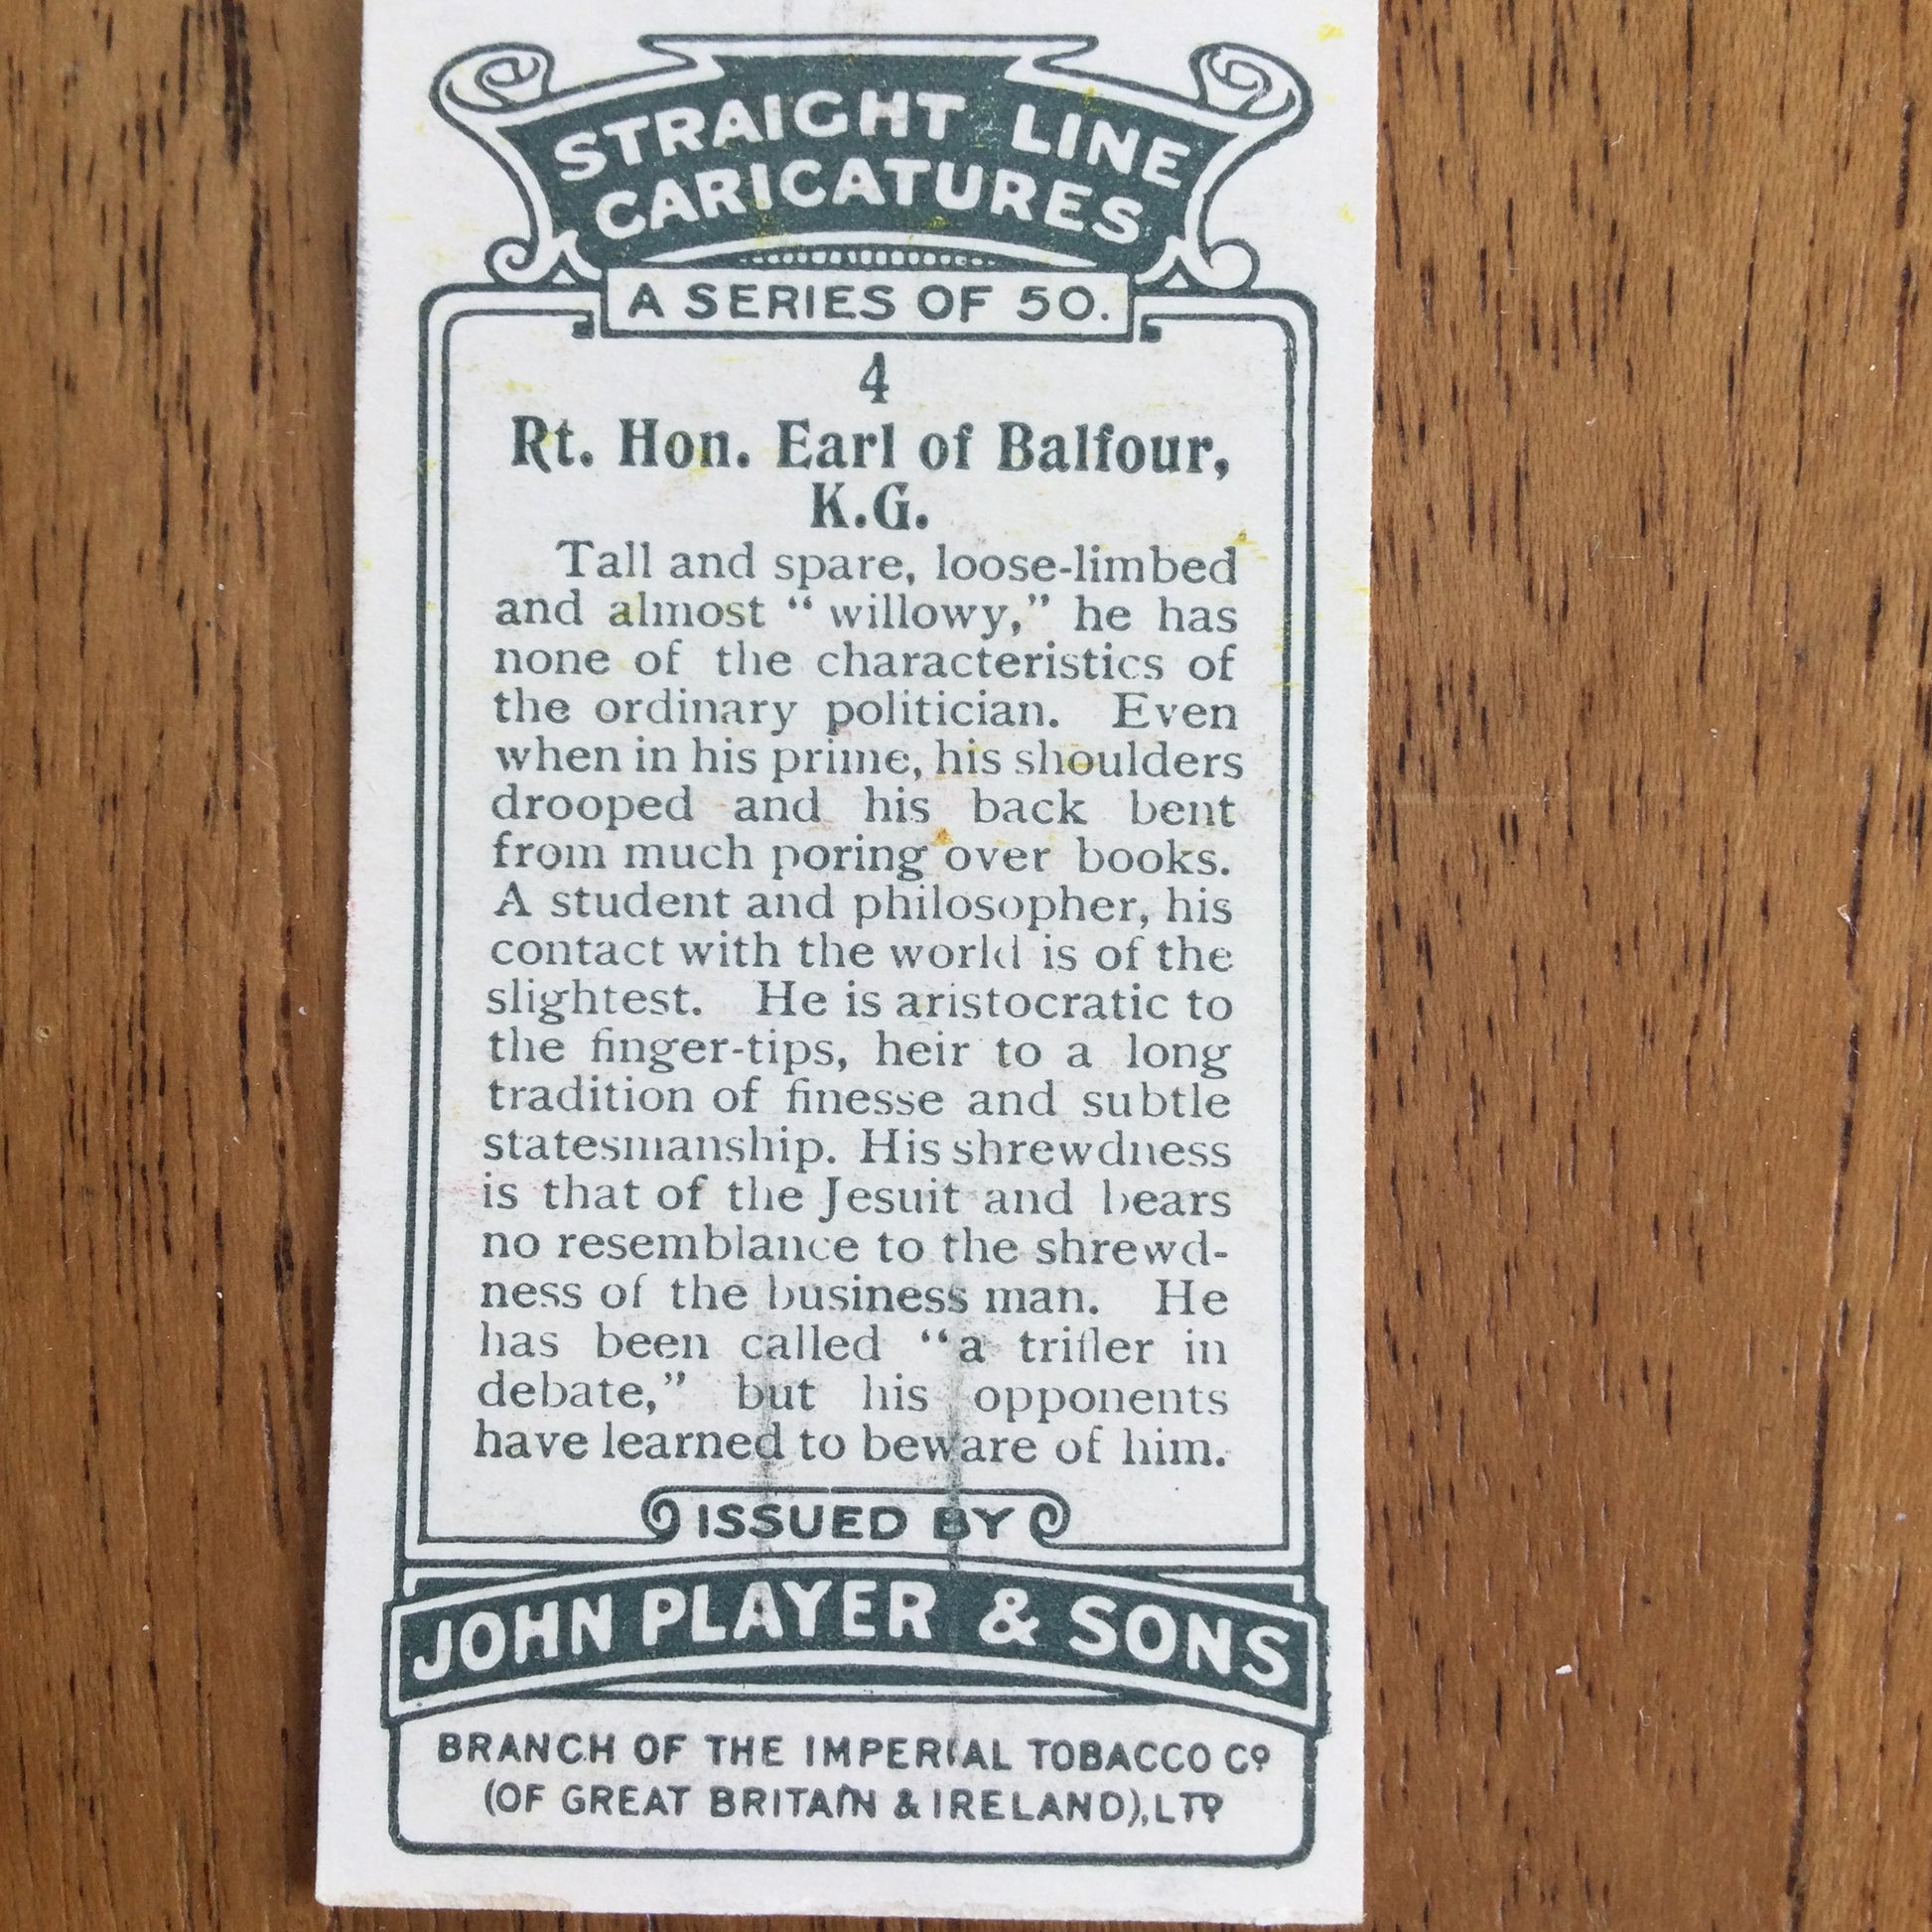 STRAIGHT LINE
CARICATURES
A SERIES OF 50.
4
Rt. Hon. Earl of Balfour,
K.G.
Tall and spare, loose-limbed
and almost “ willowy,” he has
none of the characteristics of
the ordinary politician. Even
when in his prime, his shoulders
drooped and his back bent
from much poring over books.
A student and philosopher, his
contact with the world is of the
slightest. He is aristocratic to
the finger-tips, heir to a long
tradition of finesse and subtle
statesmanship. His shrewdness
is that of the Jesuit and bears
no resemblance to the shrewd-
ness of the business man. He
has been called “a trifler in
debate,” but his opponents
have learned to beware of him.
ISSUED BY
JOHN PLAYER & SONS
BRANCH OF THE IMPERIAL TOBACCO Cº
(OF GREAT BRITAIN & IRELAND), LTD